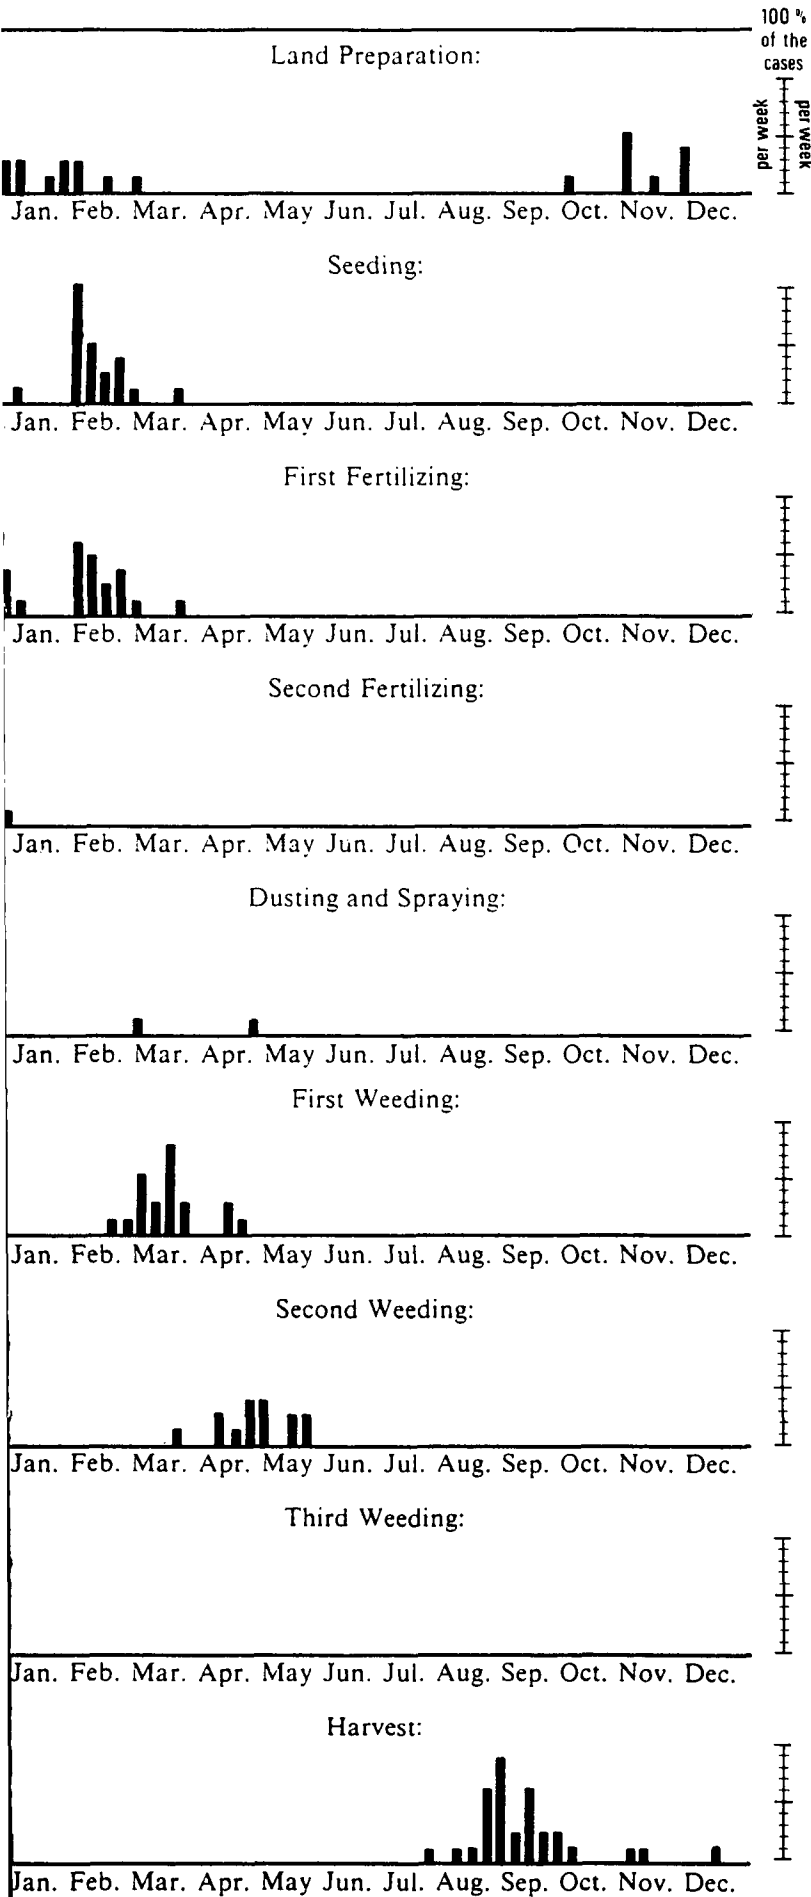 100 %
of the
cases
Land Preparation:
per week
per week
Jan. Feb. Mar. Apr. May Jun. Jul. Aug. Sep. Oct. Nov. Dec.
Seeding:
Jan. Feb. Mar. Apr. May Jun. Jul. Aug. Sep. Oct. Nov. Dec.
First Fertilizing:
Jan. Feb. Mar. Apr. May Jun. Jul. Aug. Sep. Oct. Nov. Dec.
Second Fertilizing:
Jan. Feb. Mar. Apr. May Jun. Jul. Aug. Sep. Oct. Nov. Dec.
Dusting and Spraying:
Jan. Feb. Mar. Apr. May Jun. Jul. Aug. Sep. Oct. Nov. Dec.
First Weeding:
Jan. Feb. Mar. Apr. May Jun. Jul. Aug. Sep. Oct. Nov. Dec.
Second Weeding:
Jan. Feb. Mar. Apr. May Jun. Jul. Aug. Sep. Oct. Nov. Dec.
Third Weeding:
Jan. Feb. Mar. Apr. May Jun. Jul. Aug. Sep. Oct. Nov. Dec.
Harvest:
Jan. Feb. Mar. Apr. May Jun. Jul. Aug. Sep. Oct. Nov. Dec.